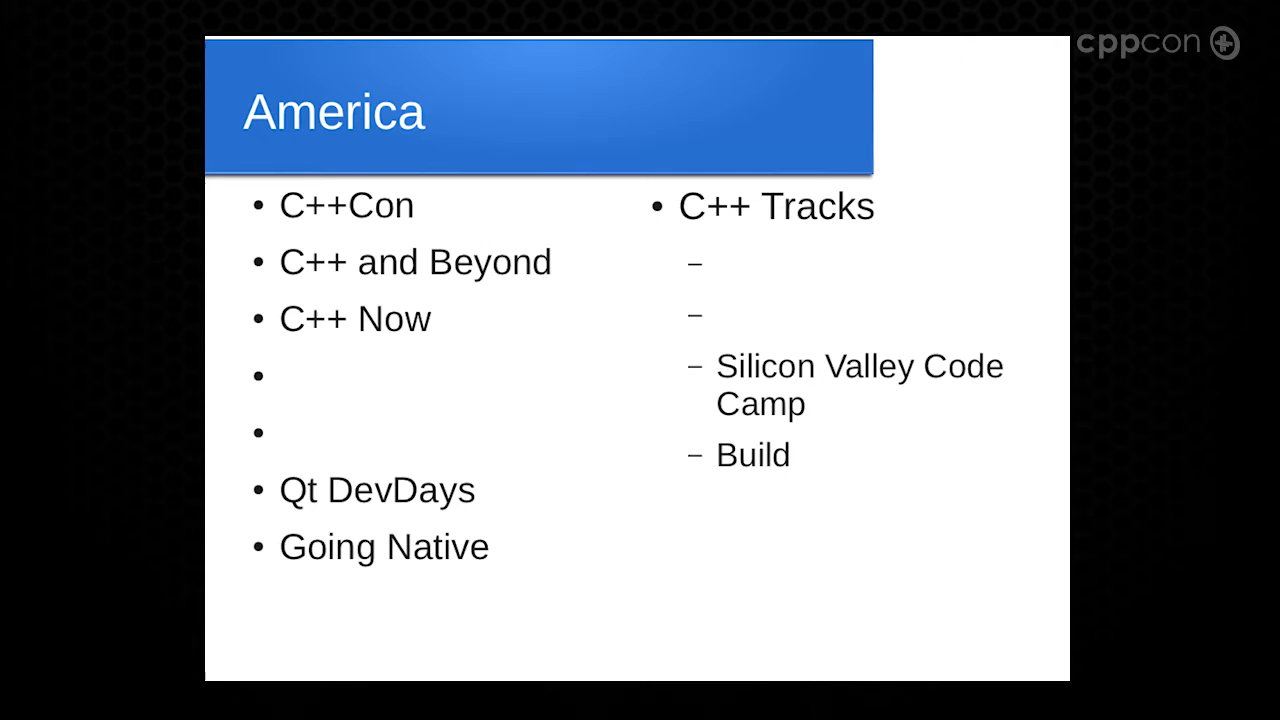 cppcon
America
• C++Con
• C++ and Beyond
• C++ Now
•
•
• Qt DevDays
• Going Native
• C++ Tracks
–
–
– Silicon Valley Code
Camp
– Build